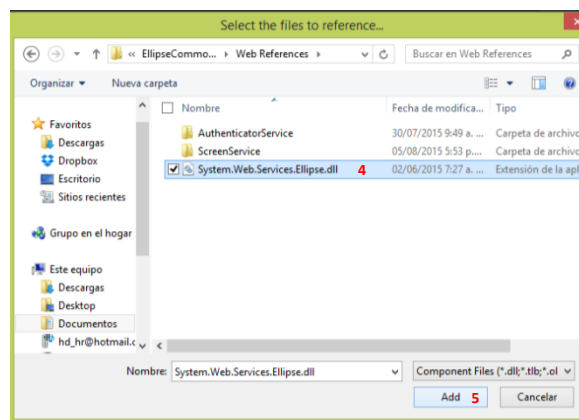 Select the files to reference...
« EllipseCommo... ▸ Web References ▸
Buscar en Web References
Organizar
Nueva carpeta
Nombre
Fecha de modifica...
Tipo
Favoritos
Descargas
Dropbox
Escritorio
Sitios recientes
Grupo en el hogar
Este equipo
Descargas
Desktop
Documentos
hd_hr@hotmail.c
AuthenticatorService 30/07/2015 9:49 a. ... Carpeta de archivo
ScreenService 05/08/2015 5:53 p.... Carpeta de archivo
System.Web.Services.Ellipse.dll 4 02/06/2015 7:27 a. ... Extensión de la apl
Nombre: System.Web.Services.Ellipse.dll
Component Files (*.dll;*.tlb;*.ol
Add 5 Cancelar